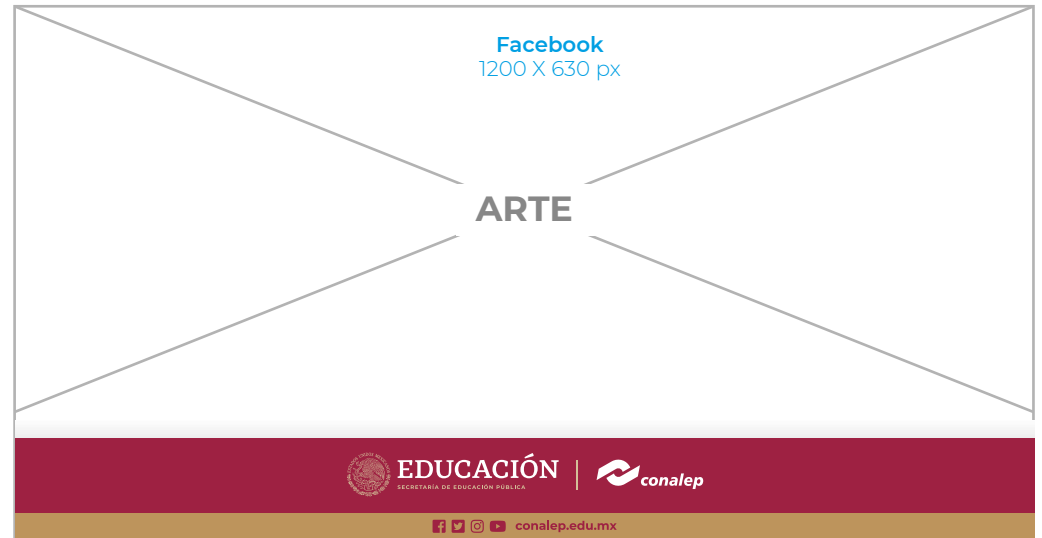 Facebook
1200 X 630 px
ARTE
EDUCACIÓN
SECRETARÍA DE EDUCACIÓN PÚBLICA
conalep
conalep.edu.mx